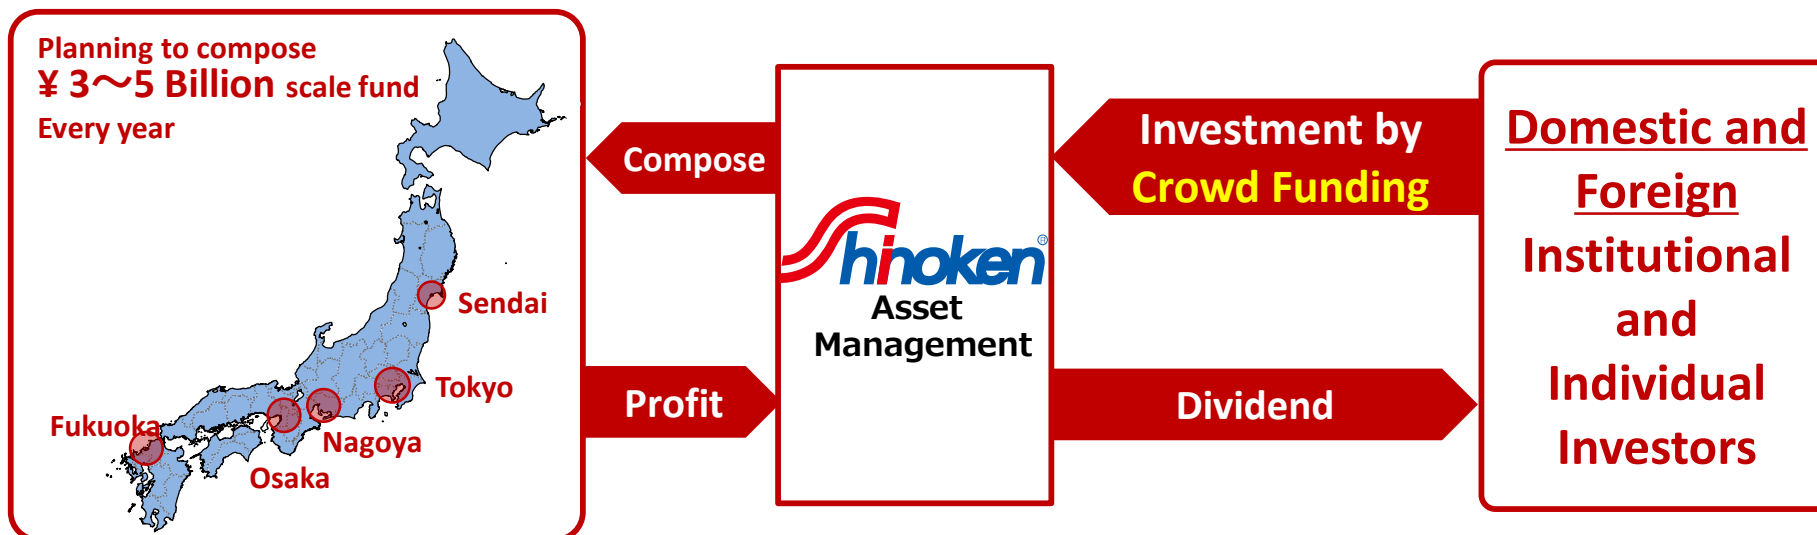 Planning to compose
¥ 3～5 Billion scale fund
Every year
Sendai
Tokyo
Fukuoka
Nagoya
Osaka
Compose
Profit
Shinoken®
Asset
Management
Investment by
Crowd Funding
Dividend
Domestic and
Foreign
Institutional
and
Individual
Investors